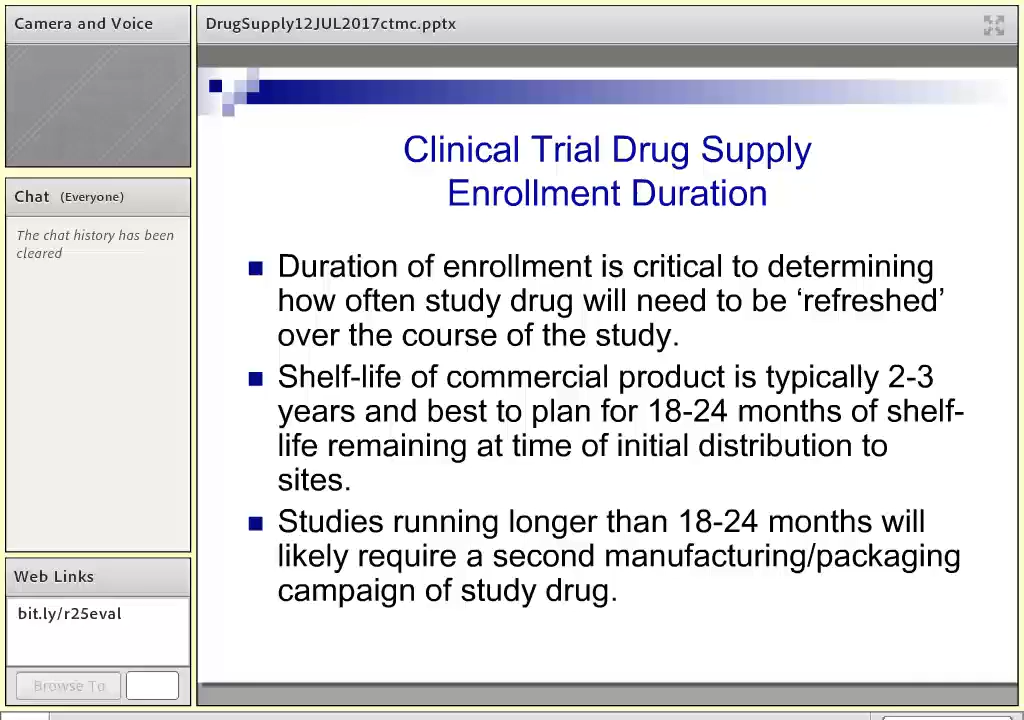 Camera and Voice
DrugSupply12JUL2017ctmc.pptx
Chat (Everyone)
The chat history has been
cleared
Web Links
bit.ly/r25eval
Browse To
Clinical Trial Drug Supply
Enrollment Duration
■ Duration of enrollment is critical to determining
how often study drug will need to be ‘refreshed’
over the course of the study.
■ Shelf-life of commercial product is typically 2-3
years and best to plan for 18-24 months of shelf-
life remaining at time of initial distribution to
sites.
■ Studies running longer than 18-24 months will
likely require a second manufacturing/packaging
campaign of study drug.